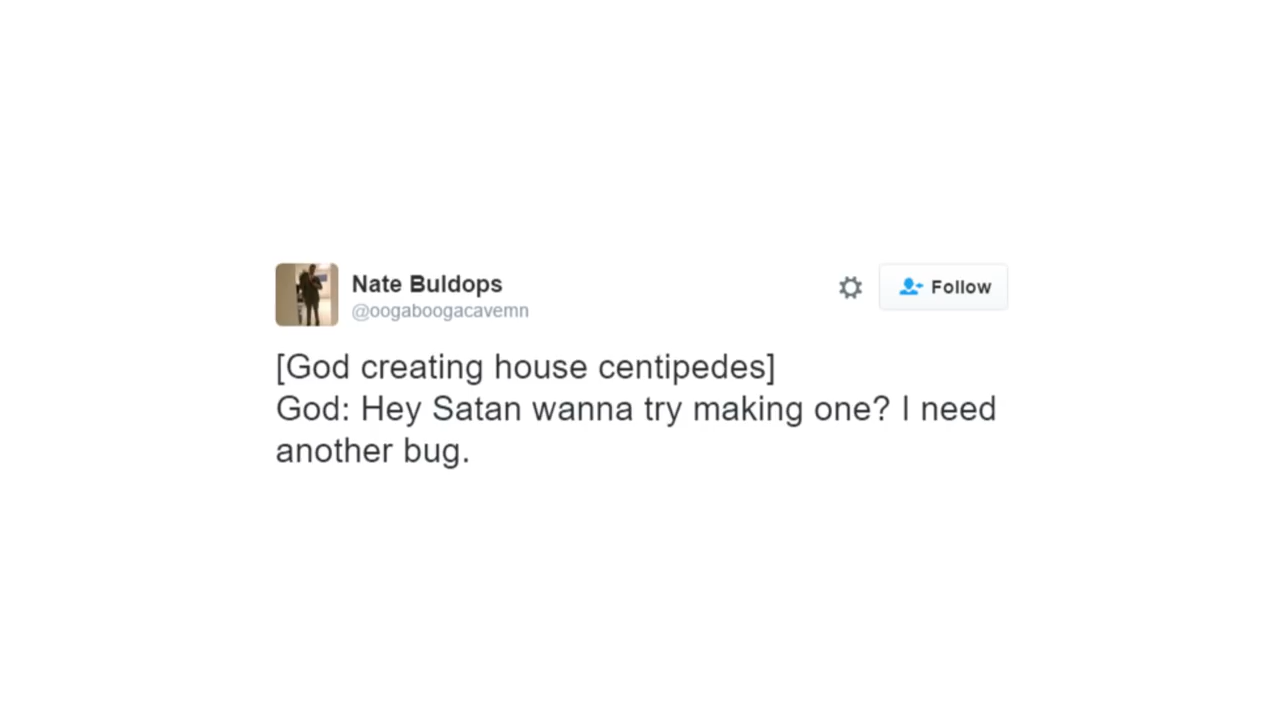 Nate Buldops
@oogaboogacavemn
Follow
[God creating house centipedes]
God: Hey Satan wanna try making one? I need
another bug.